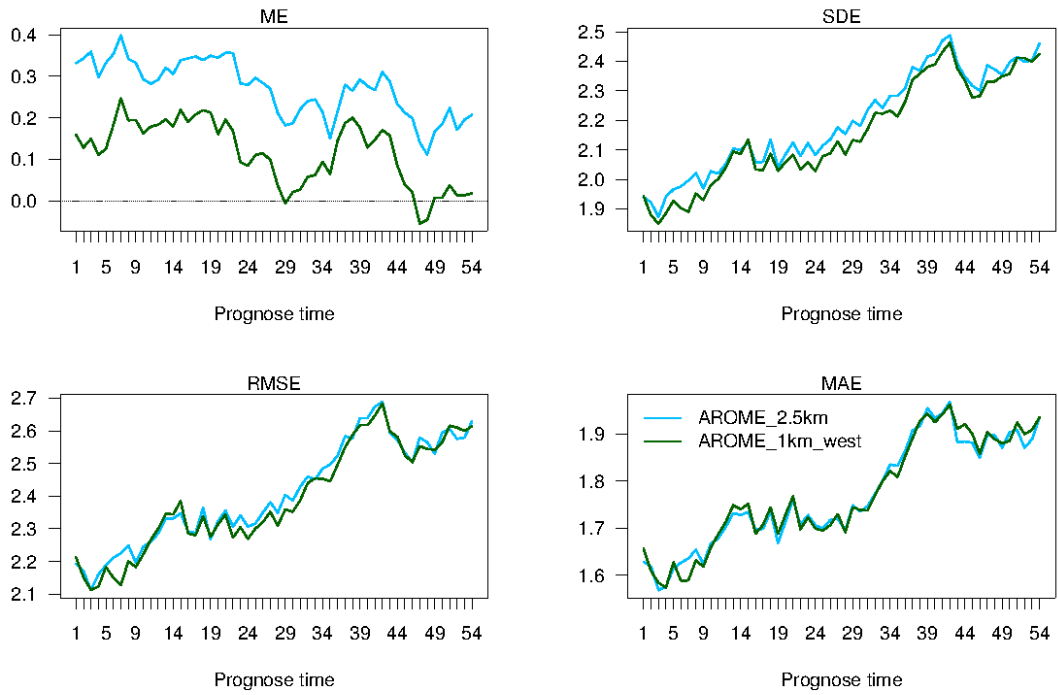 ME
0.4
0.3
0.2
0.1
0.0
1 5 9 14 19 24 29 34 39 44 49 54
Prognose time
SDE
2.5
2.4
2.3
2.2
2.1
2.0
1.9
1 5 9 14 19 24 29 34 39 44 49 54
Prognose time
RMSE
2.7
2.6
2.5
2.4
2.3
2.2
2.1
1 5 9 14 19 24 29 34 39 44 49 54
Prognose time
MAE
AROME_2.5km
AROME_1km_west
1.9
1.8
1.7
1.6
1 5 9 14 19 24 29 34 39 44 49 54
Prognose time